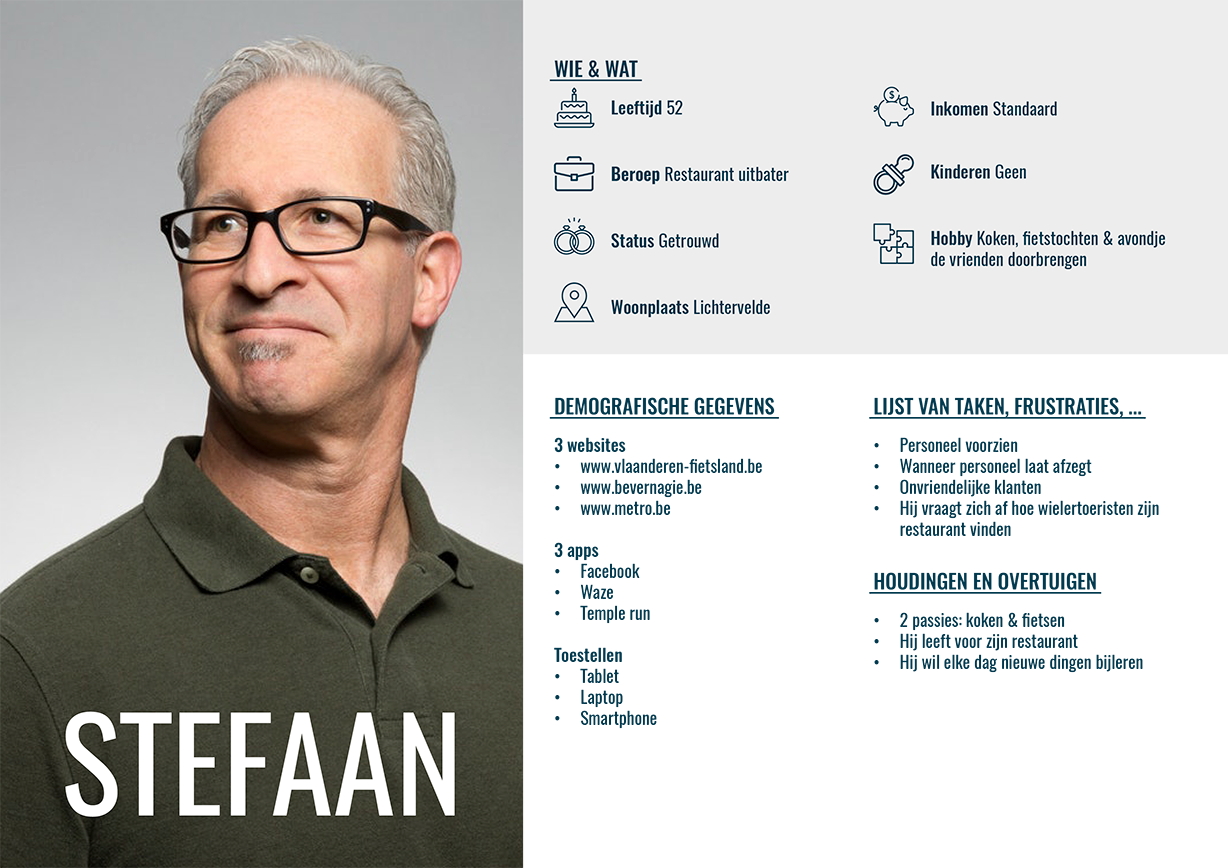 STEFAAN
WIE & WAT
Leeftijd 52
Beroep Restaurant uitbater
Status Getrouwd
Woonplaats Lichtervelde
$
Inkomen Standaard
Kinderen Geen
Hobby Koken, fietstochten & avondje
de vrienden doorbrengen
DEMOGRAFISCHE GEGEVENS
3 websites
• www.vlaanderen-fietsland.be
• www.bevernagie.be
• www.metro.be
3 apps
• Facebook
• Waze
• Temple run
Toestellen
• Tablet
• Laptop
• Smartphone
LIJST VAN TAKEN, FRUSTRATIES, ...
• Personeel voorzien
• Wanneer personeel laat afzegt
• Onvriendelijke klanten
• Hij vraagt zich af hoe wielertoeristen zijn
restaurant vinden
HOUDINGEN EN OVERTUIGEN
• 2 passies: koken & fietsen
• Hij leeft voor zijn restaurant
• Hij wil elke dag nieuwe dingen bijleren